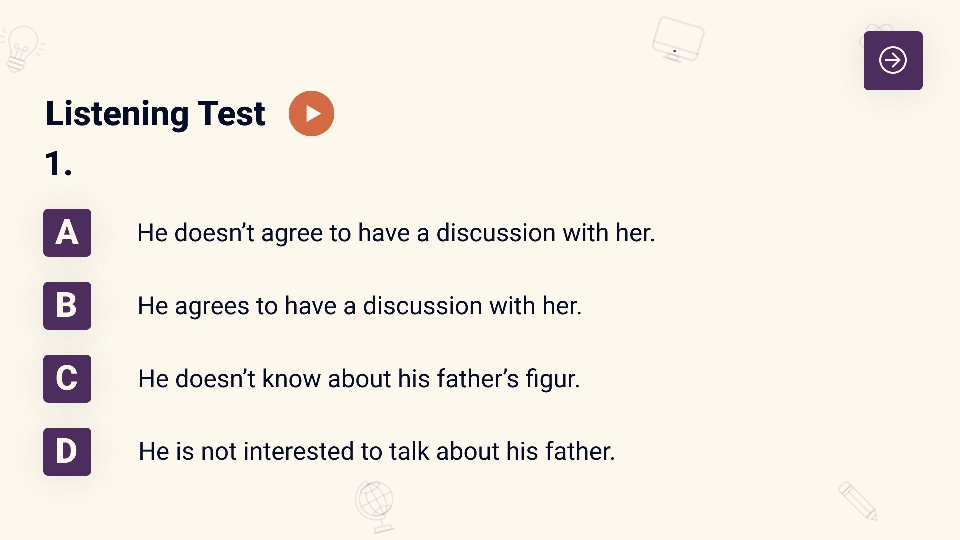 Listening Test
1.
A He doesn't agree to have a discussion with her.
B He agrees to have a discussion with her.
C He doesn't know about his father's figur.
D He is not interested to talk about his father.